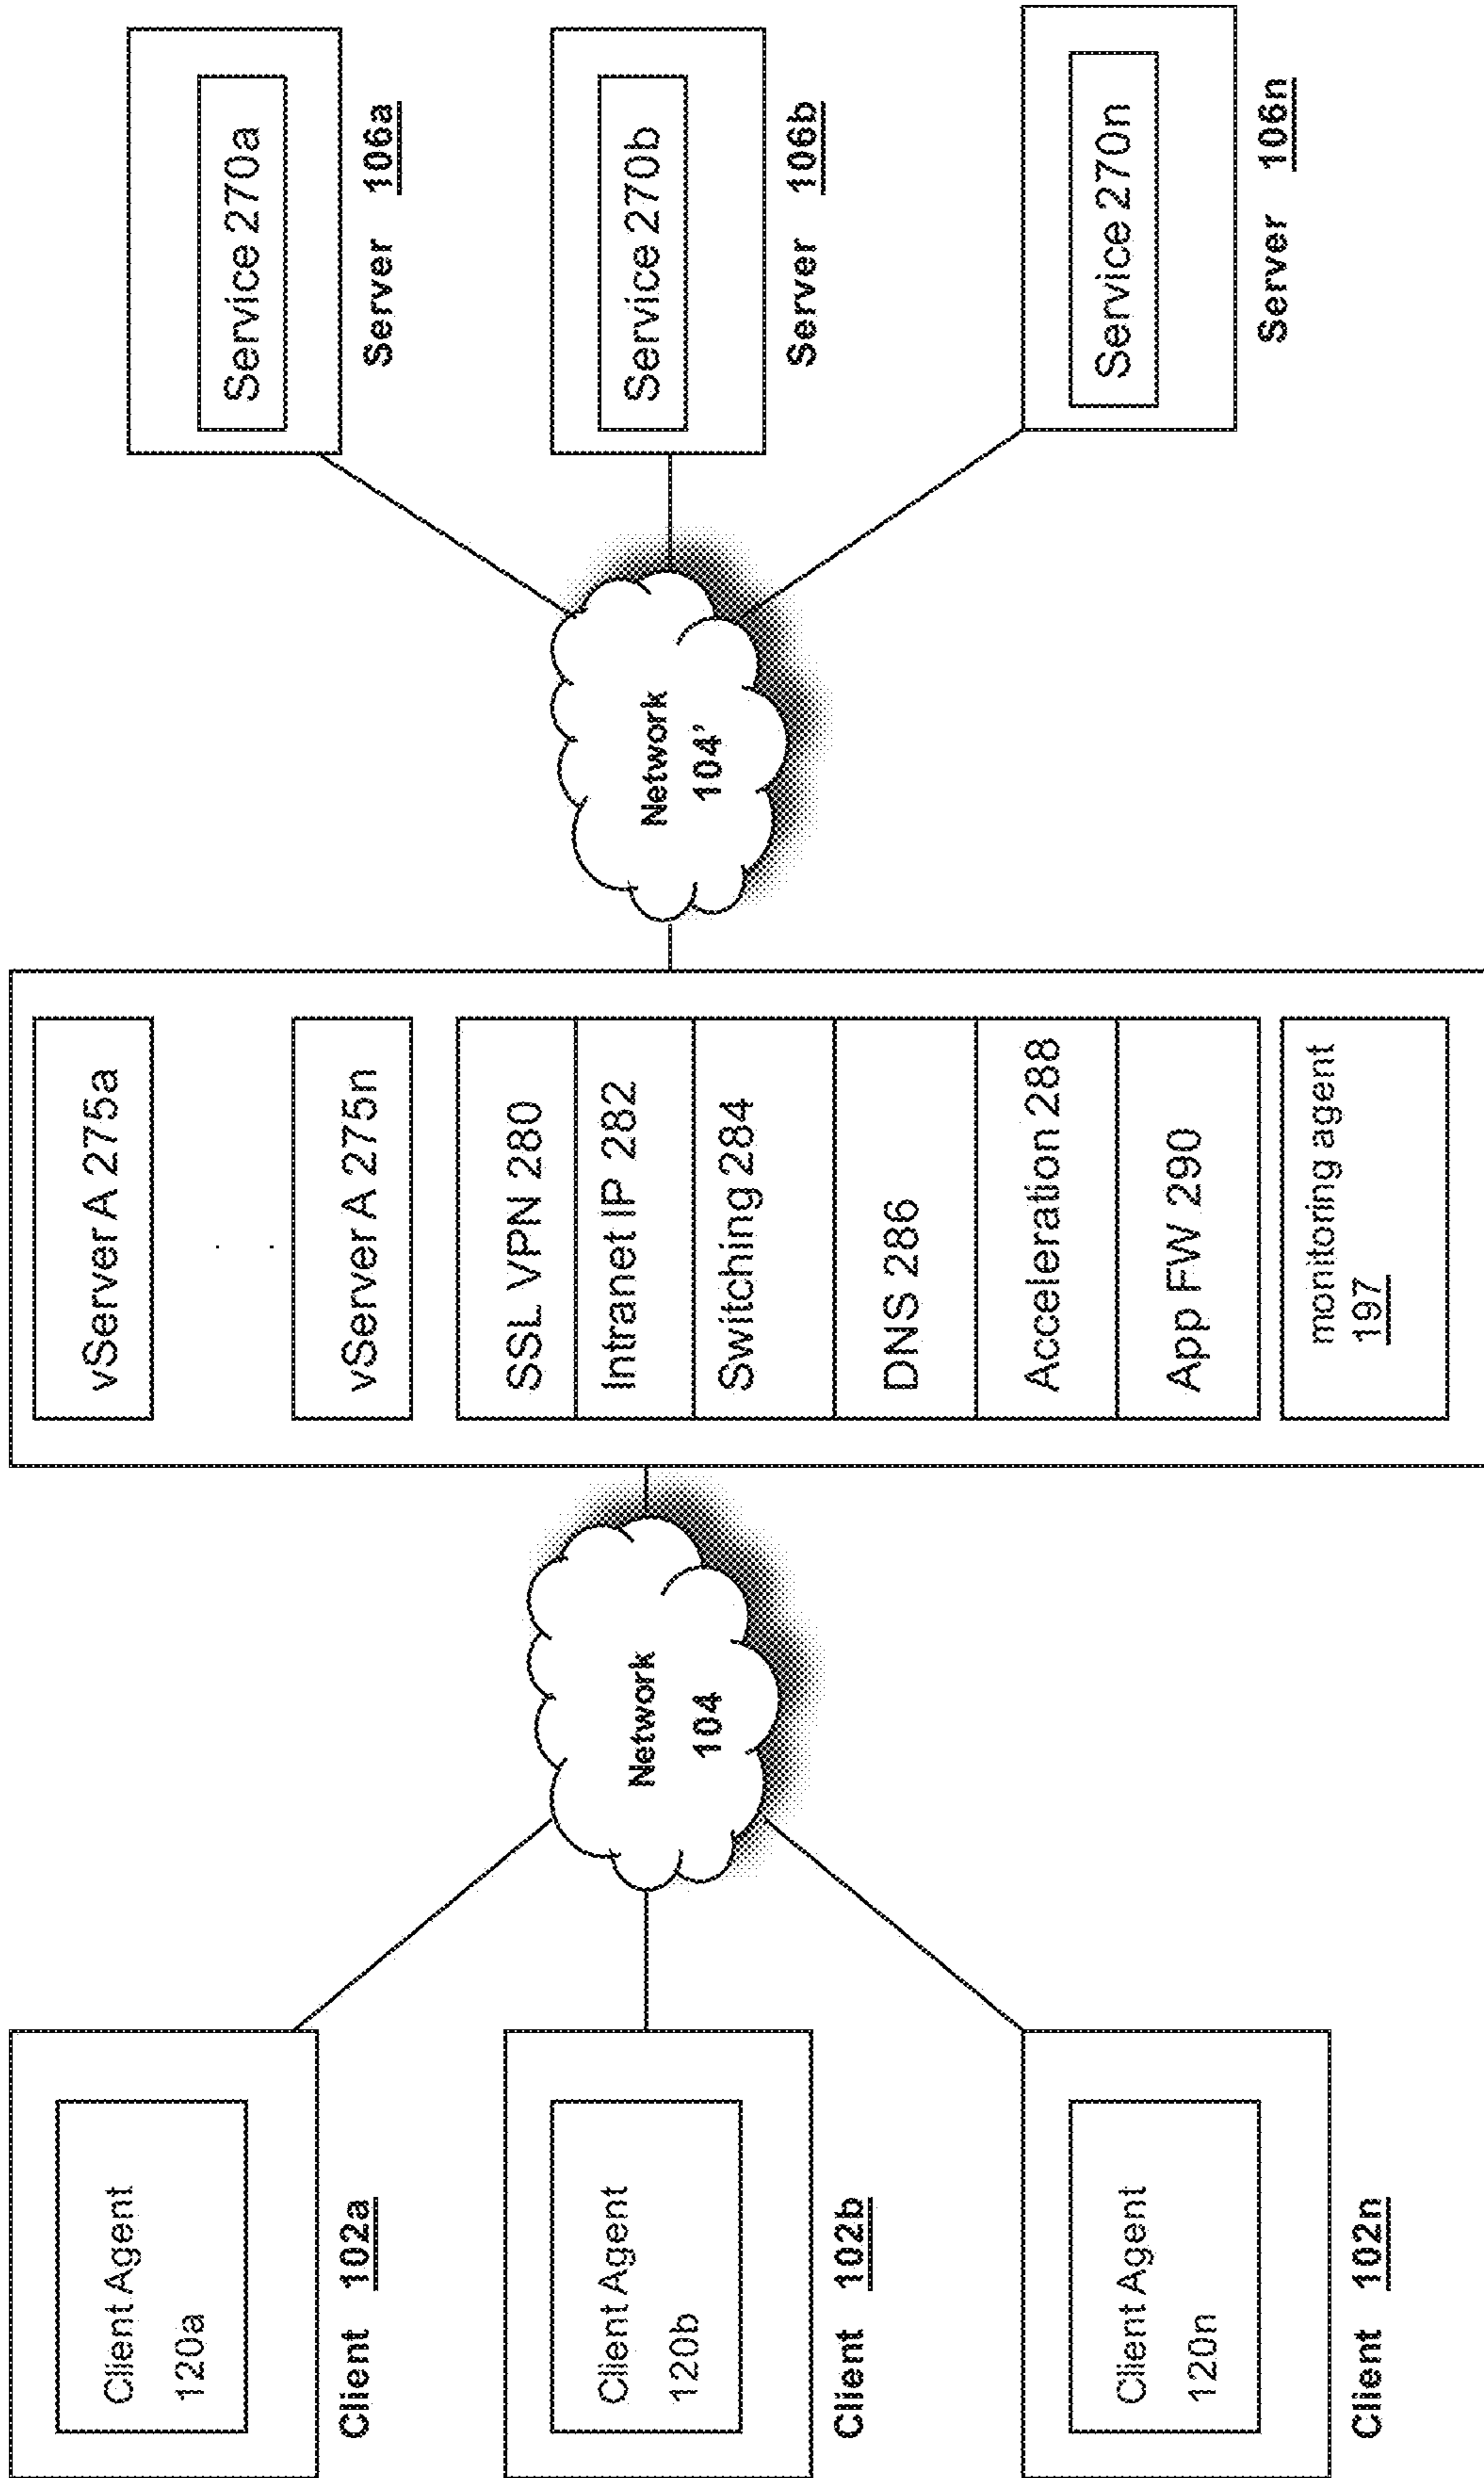 Client Agent
120a
Client 102a
Client Agent
120b
Client 102b
Client Agent
120n
Client 102n
Network
104
vServer A 275a
. .
vServer A 275n
SSL VPN 280
Intranet IP 282
Switching 284
DNS 286
Acceleration 288
App FW 290
monitoring agent
197
Network
104’
Service 270a
Server 106a
Service 270b
Server 106b
Service 270n
Server 106n